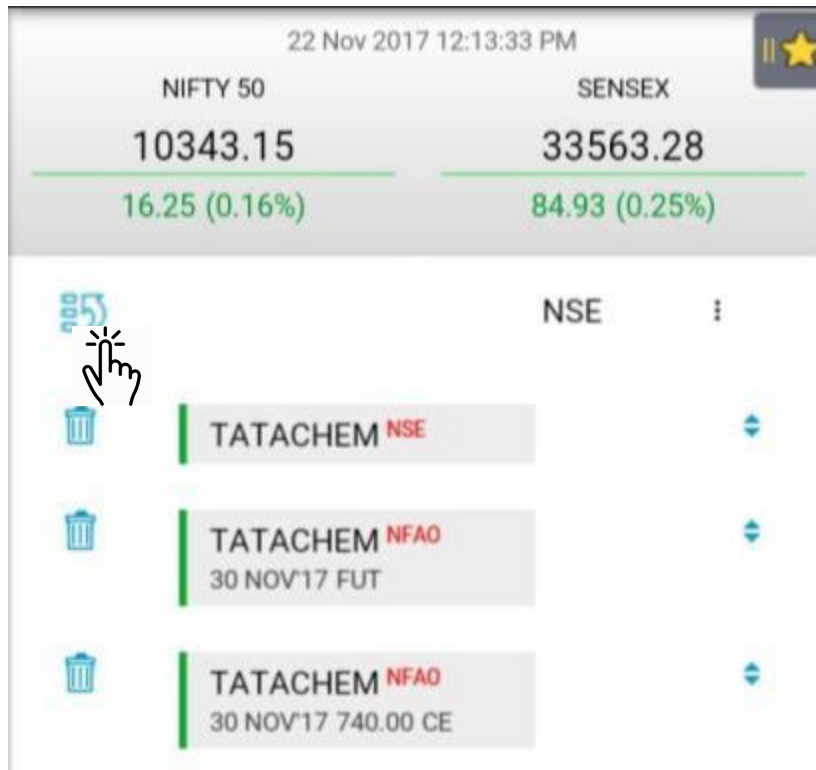 22 Nov 2017 12:13:33 PM
NIFTY 50 SENSEX
10343.15 33563.28
16.25 (0.16%) 84.93 (0.25%)
NSE
TATACHEM NSE
TATACHEM NFAO
30 NOV'17 FUT
TATACHEM NFAO
30 NOV'17 740.00 CE